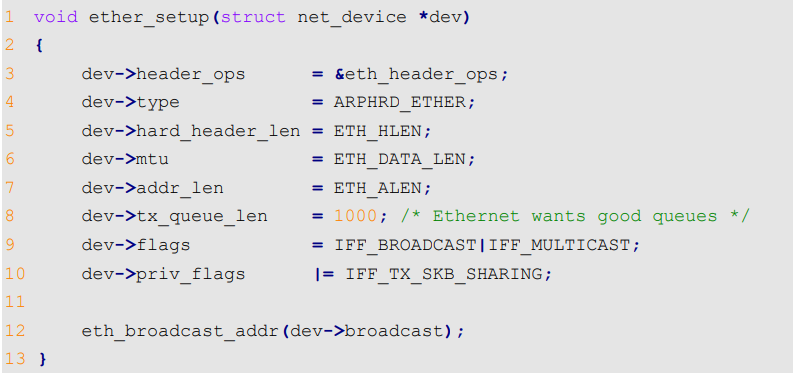 1 void ether_setup(struct net_device *dev)
2 {
3     dev->header_ops      = &eth_header_ops;
4     dev->type            = ARPHRD_ETHER;
5     dev->hard_header_len = ETH_HLEN;
6     dev->mtu             = ETH_DATA_LEN;
7     dev->addr_len        = ETH_ALEN;
8     dev->tx_queue_len    = 1000; /* Ethernet wants good queues */
9     dev->flags           = IFF_BROADCAST|IFF_MULTICAST;
10     dev->priv_flags      |= IFF_TX_SKB_SHARING;
11
12     eth_broadcast_addr(dev->broadcast);
13 }